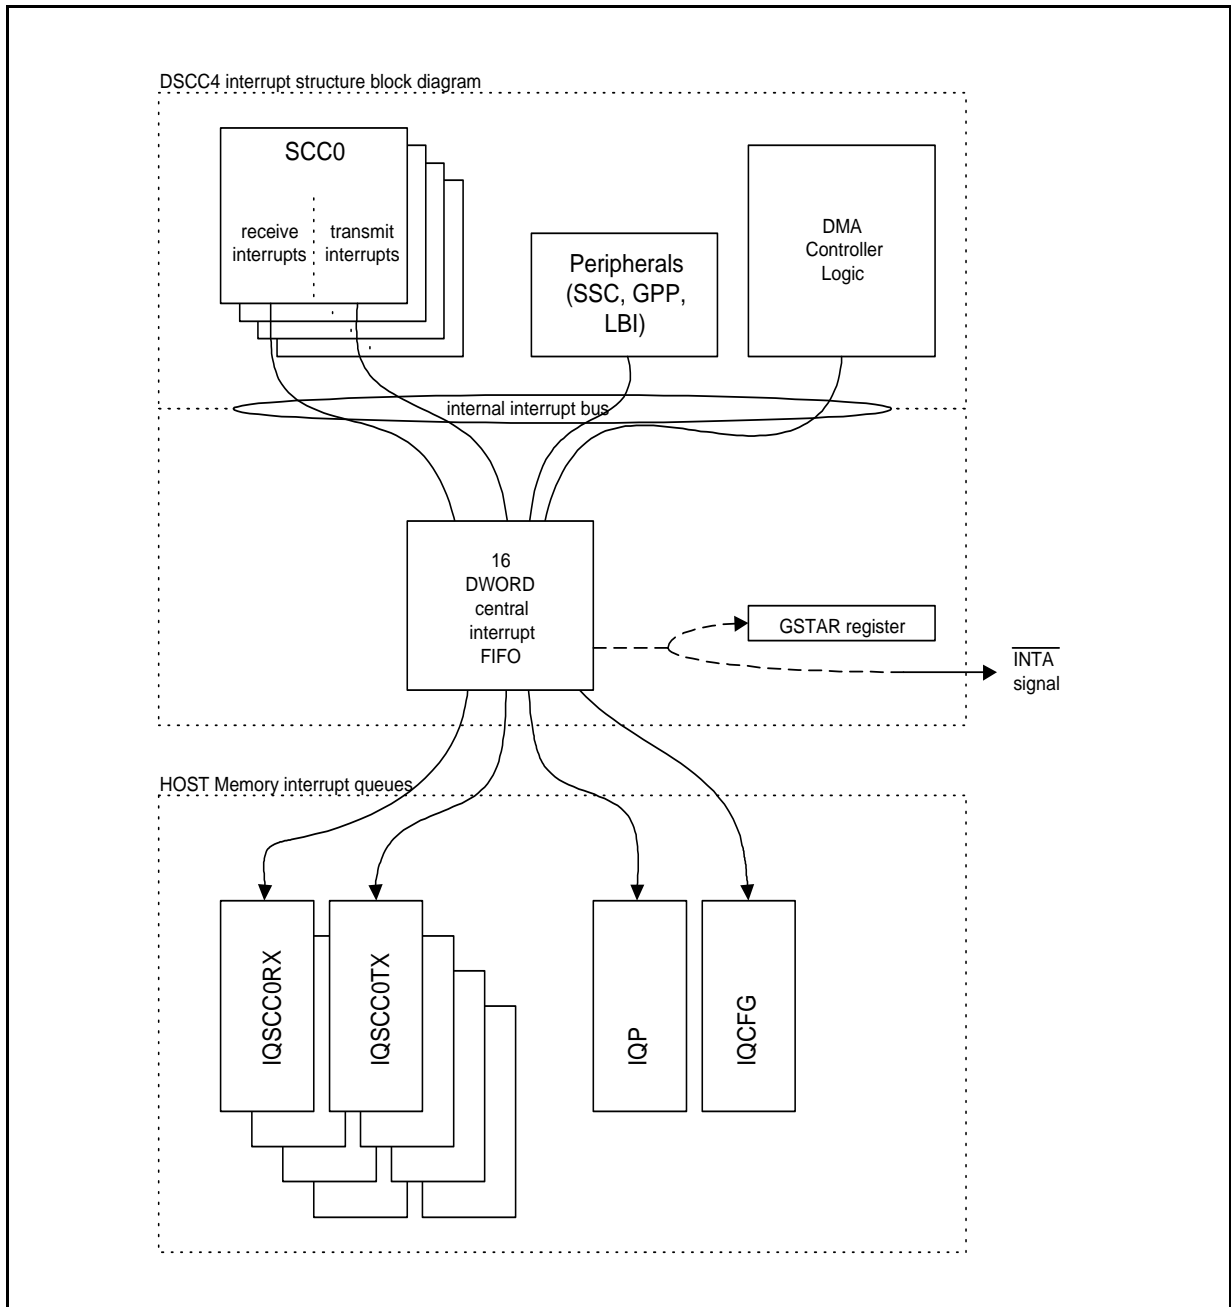 DSCC4 interrupt structure block diagram
SCC0
receive
interrupts
transmit
interrupts
Peripherals
(SSC, GPP,
LBI)
DMA
Controller
Logic
internal interrupt bus
16
DWORD
central
interrupt
FIFO
GSTAR register
INTA
signal
HOST Memory interrupt queues
IQSCC0RX
IQSCC0TX
IQP
IQCFG